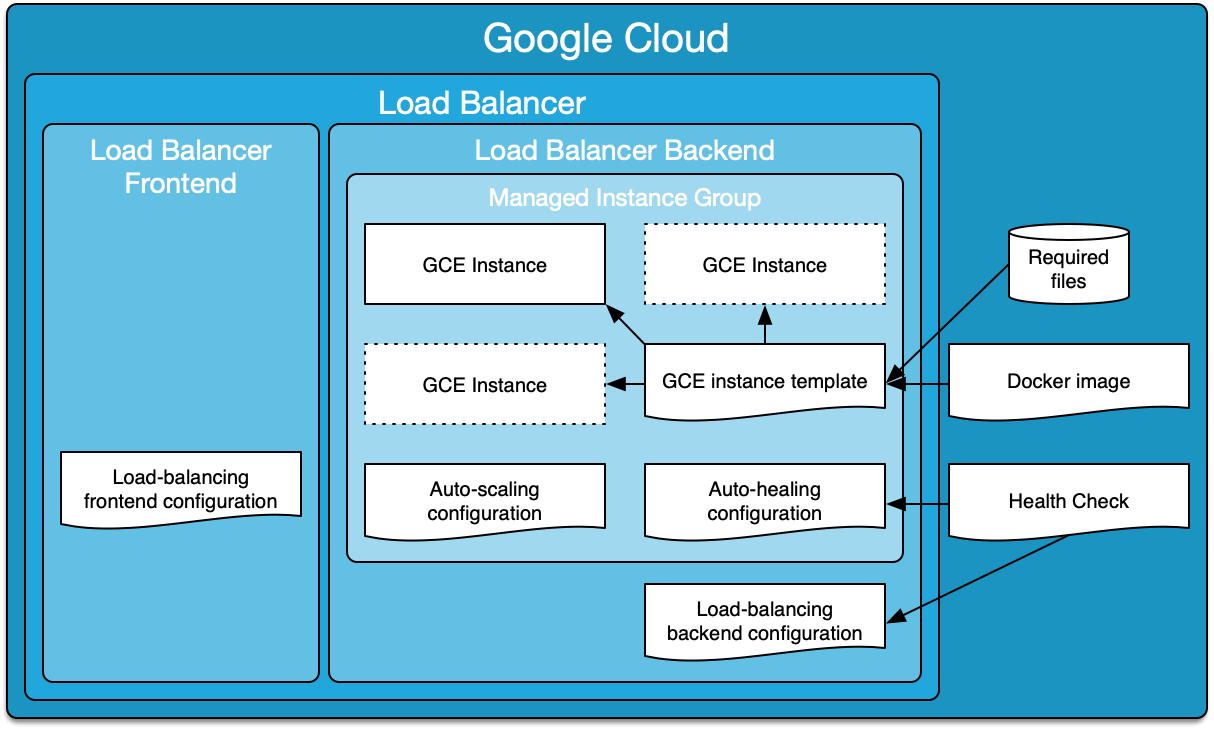 Google Cloud
Load Balancer
Load Balancer
Frontend
Load Balancer Backend
Managed Instance Group
GCE Instance
GCE Instance
Required
files
GCE Instance
GCE instance template
Docker image
Load-balancing
frontend configuration
Auto-scaling
configuration
Auto-healing
configuration
Health Check
Load-balancing
backend configuration